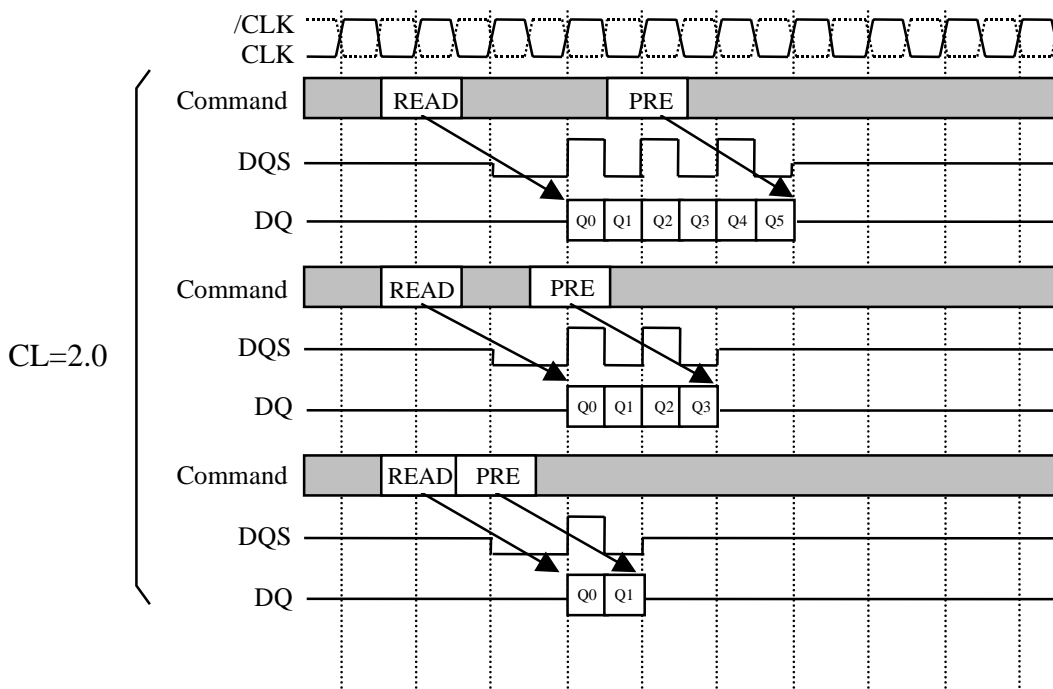 /CLK
CLK
Command READ PRE
DQS
DQ Q0 Q1 Q2 Q3 Q4 Q5
Command READ PRE
CL=2.0
DQS
DQ Q0 Q1 Q2 Q3
Command READ PRE
DQS
DQ Q0 Q1